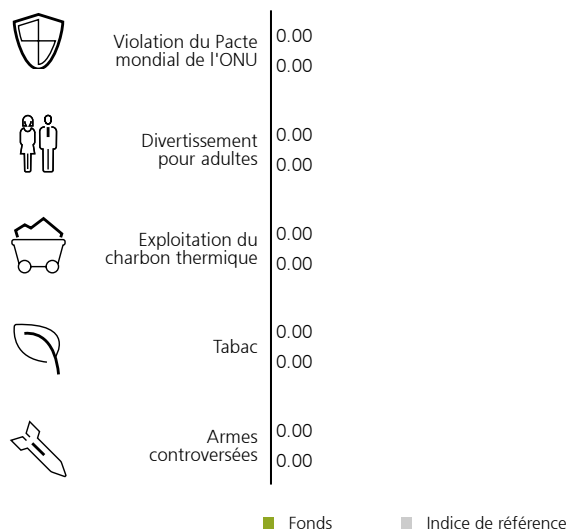 Violation du Pacte
mondial de l'ONU
0.00
0.00
Divertissement
pour adultes
0.00
0.00
Exploitation du
charbon thermique
0.00
0.00
Tabac
0.00
0.00
Armes
controversées
0.00
0.00
Fonds
Indice de référence